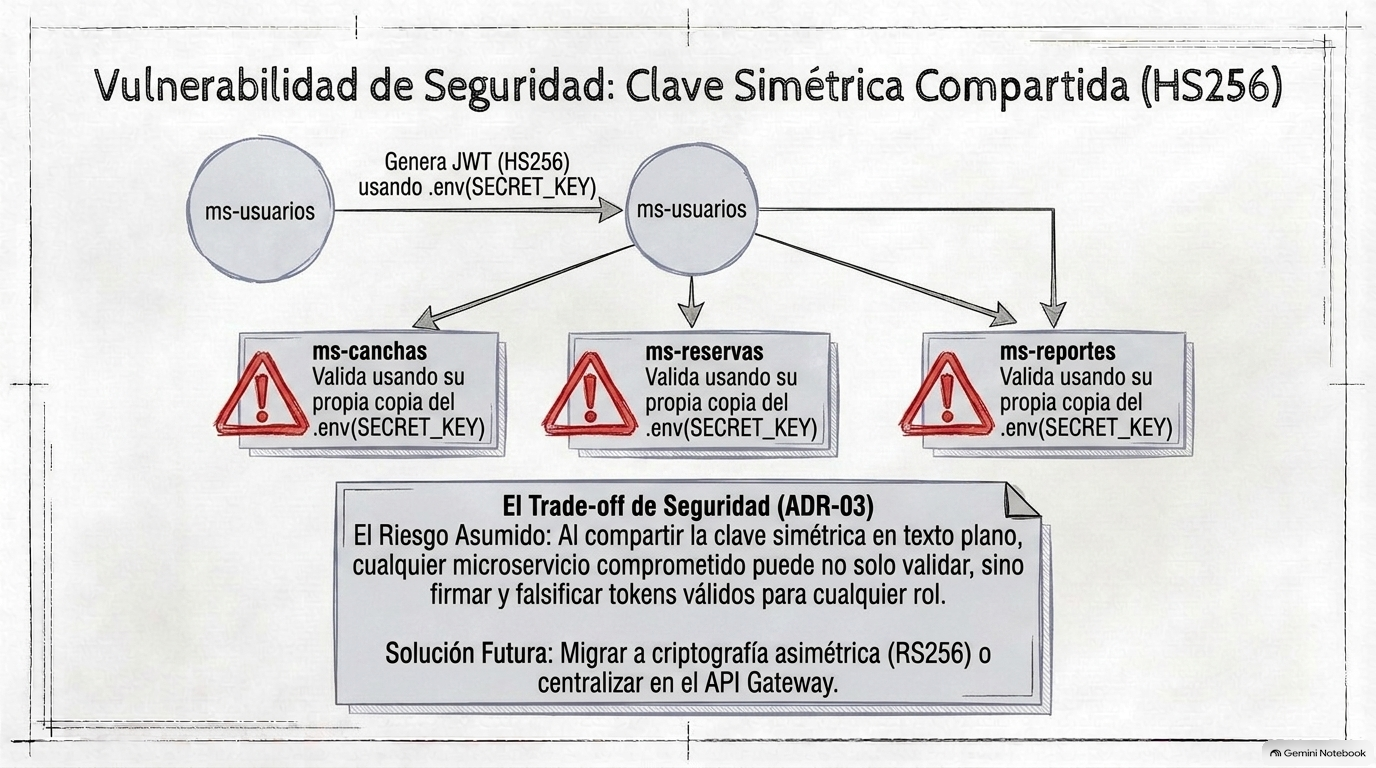 Vulnerabilidad de Seguridad: Clave Simétrica Compartida (HS256)
ms-usuarios
Genera JWT (HS256)
usando .env(SECRET_KEY)
ms-usuarios
ms-canchas
Valida usando su
propia copia del
.env(SECRET_KEY)
ms-reservas
Valida usando su
propia copia del
.env(SECRET_KEY)
ms-reportes
Valida usando su
propia copia del
.env(SECRET_KEY)
El Trade-off de Seguridad (ADR-03)
El Riesgo Asumido: Al compartir la clave simétrica en texto plano,
cualquier microservicio comprometido puede no solo validar, sino
firmar y falsificar tokens válidos para cualquier rol.
Solución Futura: Migrar a criptografía asimétrica (RS256) o
centralizar en el API Gateway.
Gemini Notebook